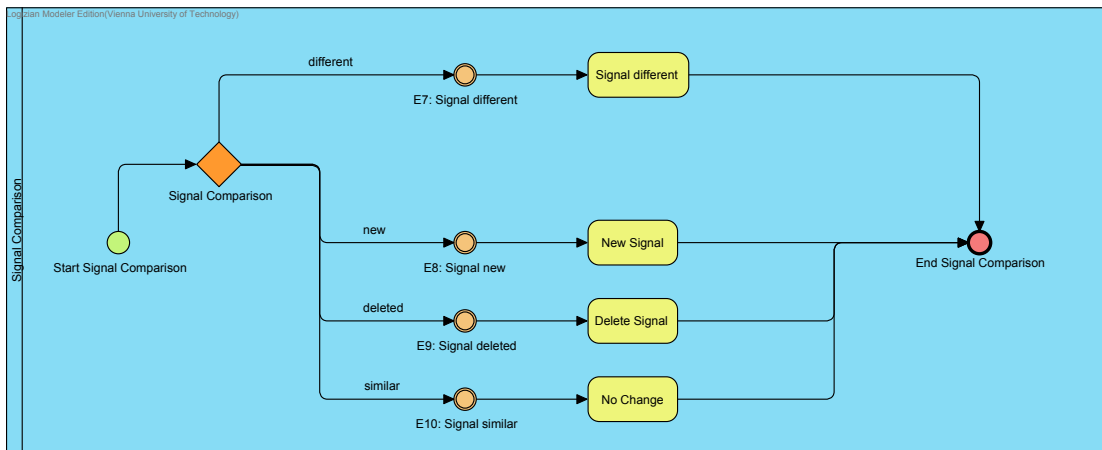 Logizian Modeler Edition(Vienna University of Technology)
Signal Comparison
different
E7: Signal different
Signal different
Signal Comparison
Start Signal Comparison
new
E8: Signal new
New Signal
End Signal Comparison
deleted
E9: Signal deleted
Delete Signal
similar
E10: Signal similar
No Change